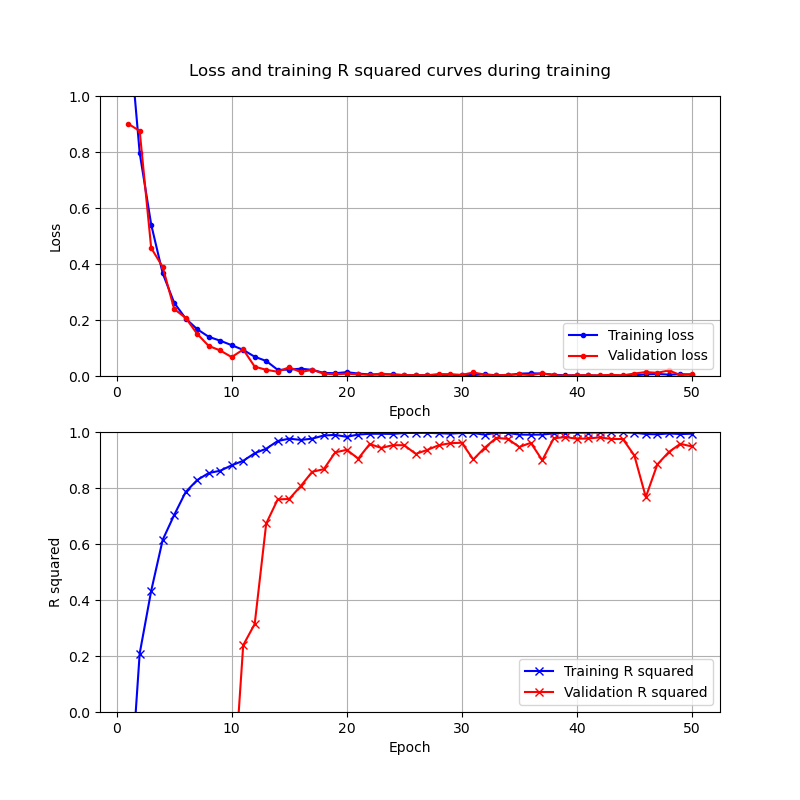 Loss and training R squared curves during training
1.0
0.8
0.6
0.4
0.2
0.0
Loss
Training loss
Validation loss
0 10 20 30 40 50
Epoch
1.0
0.8
0.6
0.4
0.2
0.0
R squared
Training R squared
Validation R squared
0 10 20 30 40 50
Epoch